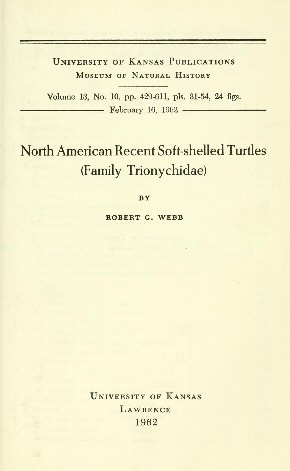 University of Kansas Publications
Museum of Natural History
Volume 13, No. 10, pp. 429-611, pls. 31-54, 24 figs.
February 16, 1962
North American Recent Soft-shelled Turtles
(Family Trionychidae)
BY
ROBERT G. WEBB
University of Kansas
Lawrence
1962